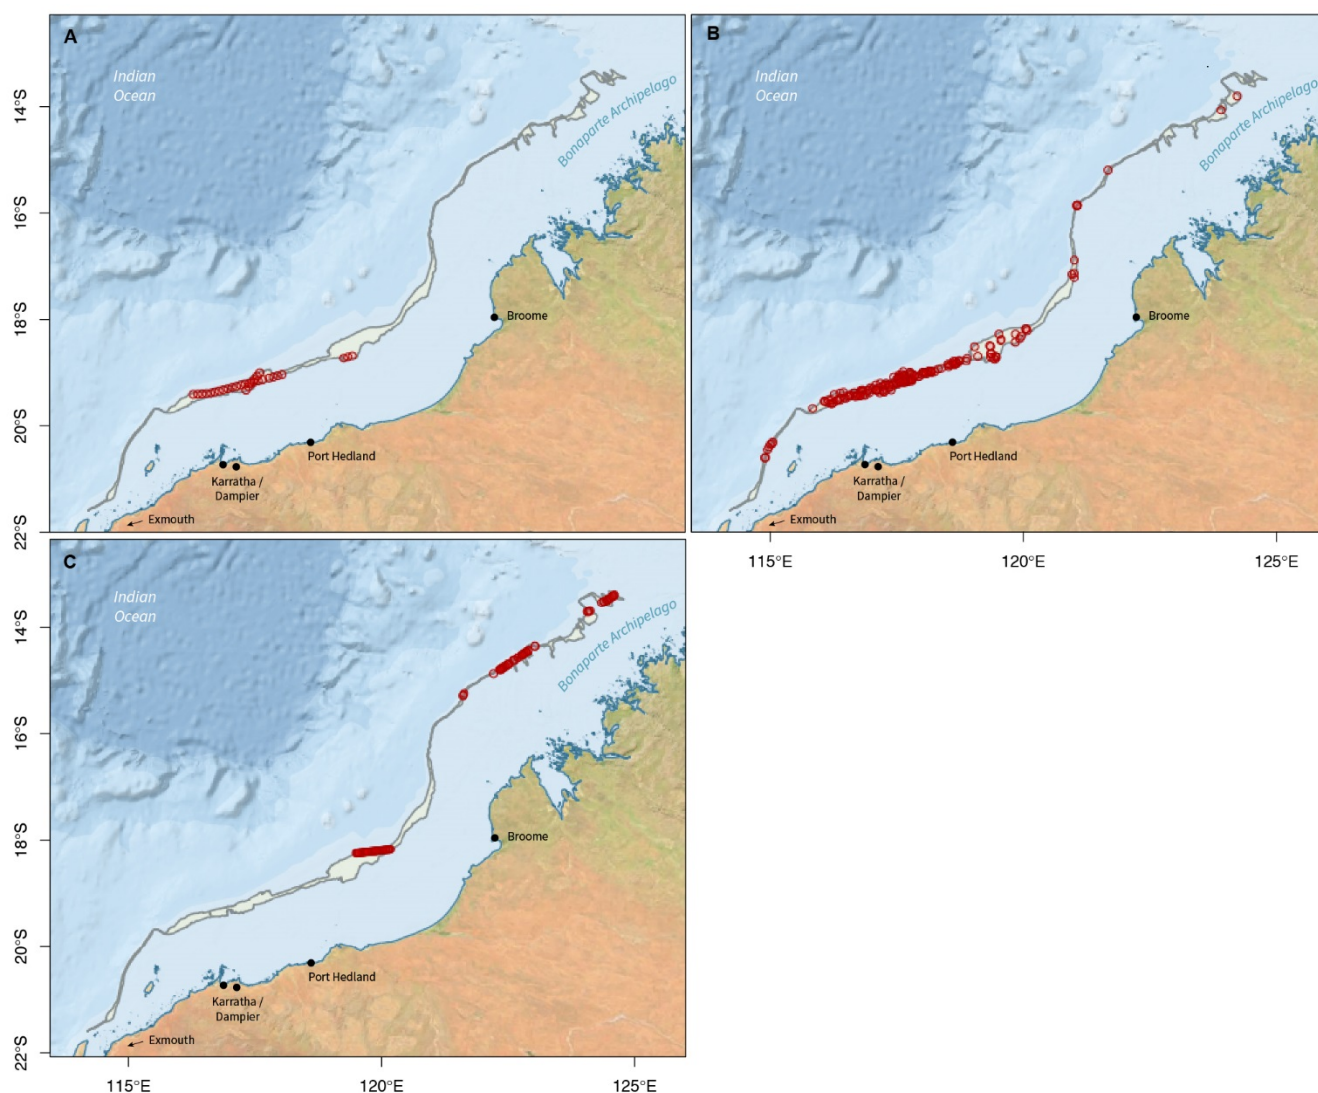 A
Indian
Ocean
Bonaparte Archipelago
Broome
Port Hedland
Karratha /
Dampier
Exmouth
14°S
16°S
18°S
20°S
22°S
B
Indian
Ocean
Bonaparte Archipelago
Broome
Port Hedland
Karratha /
Dampier
Exmouth
115°E 120°E 125°E
C
Indian
Ocean
Bonaparte Archipelago
Broome
Port Hedland
Karratha /
Dampier
Exmouth
14°S
16°S
18°S
20°S
22°S
115°E 120°E 125°E